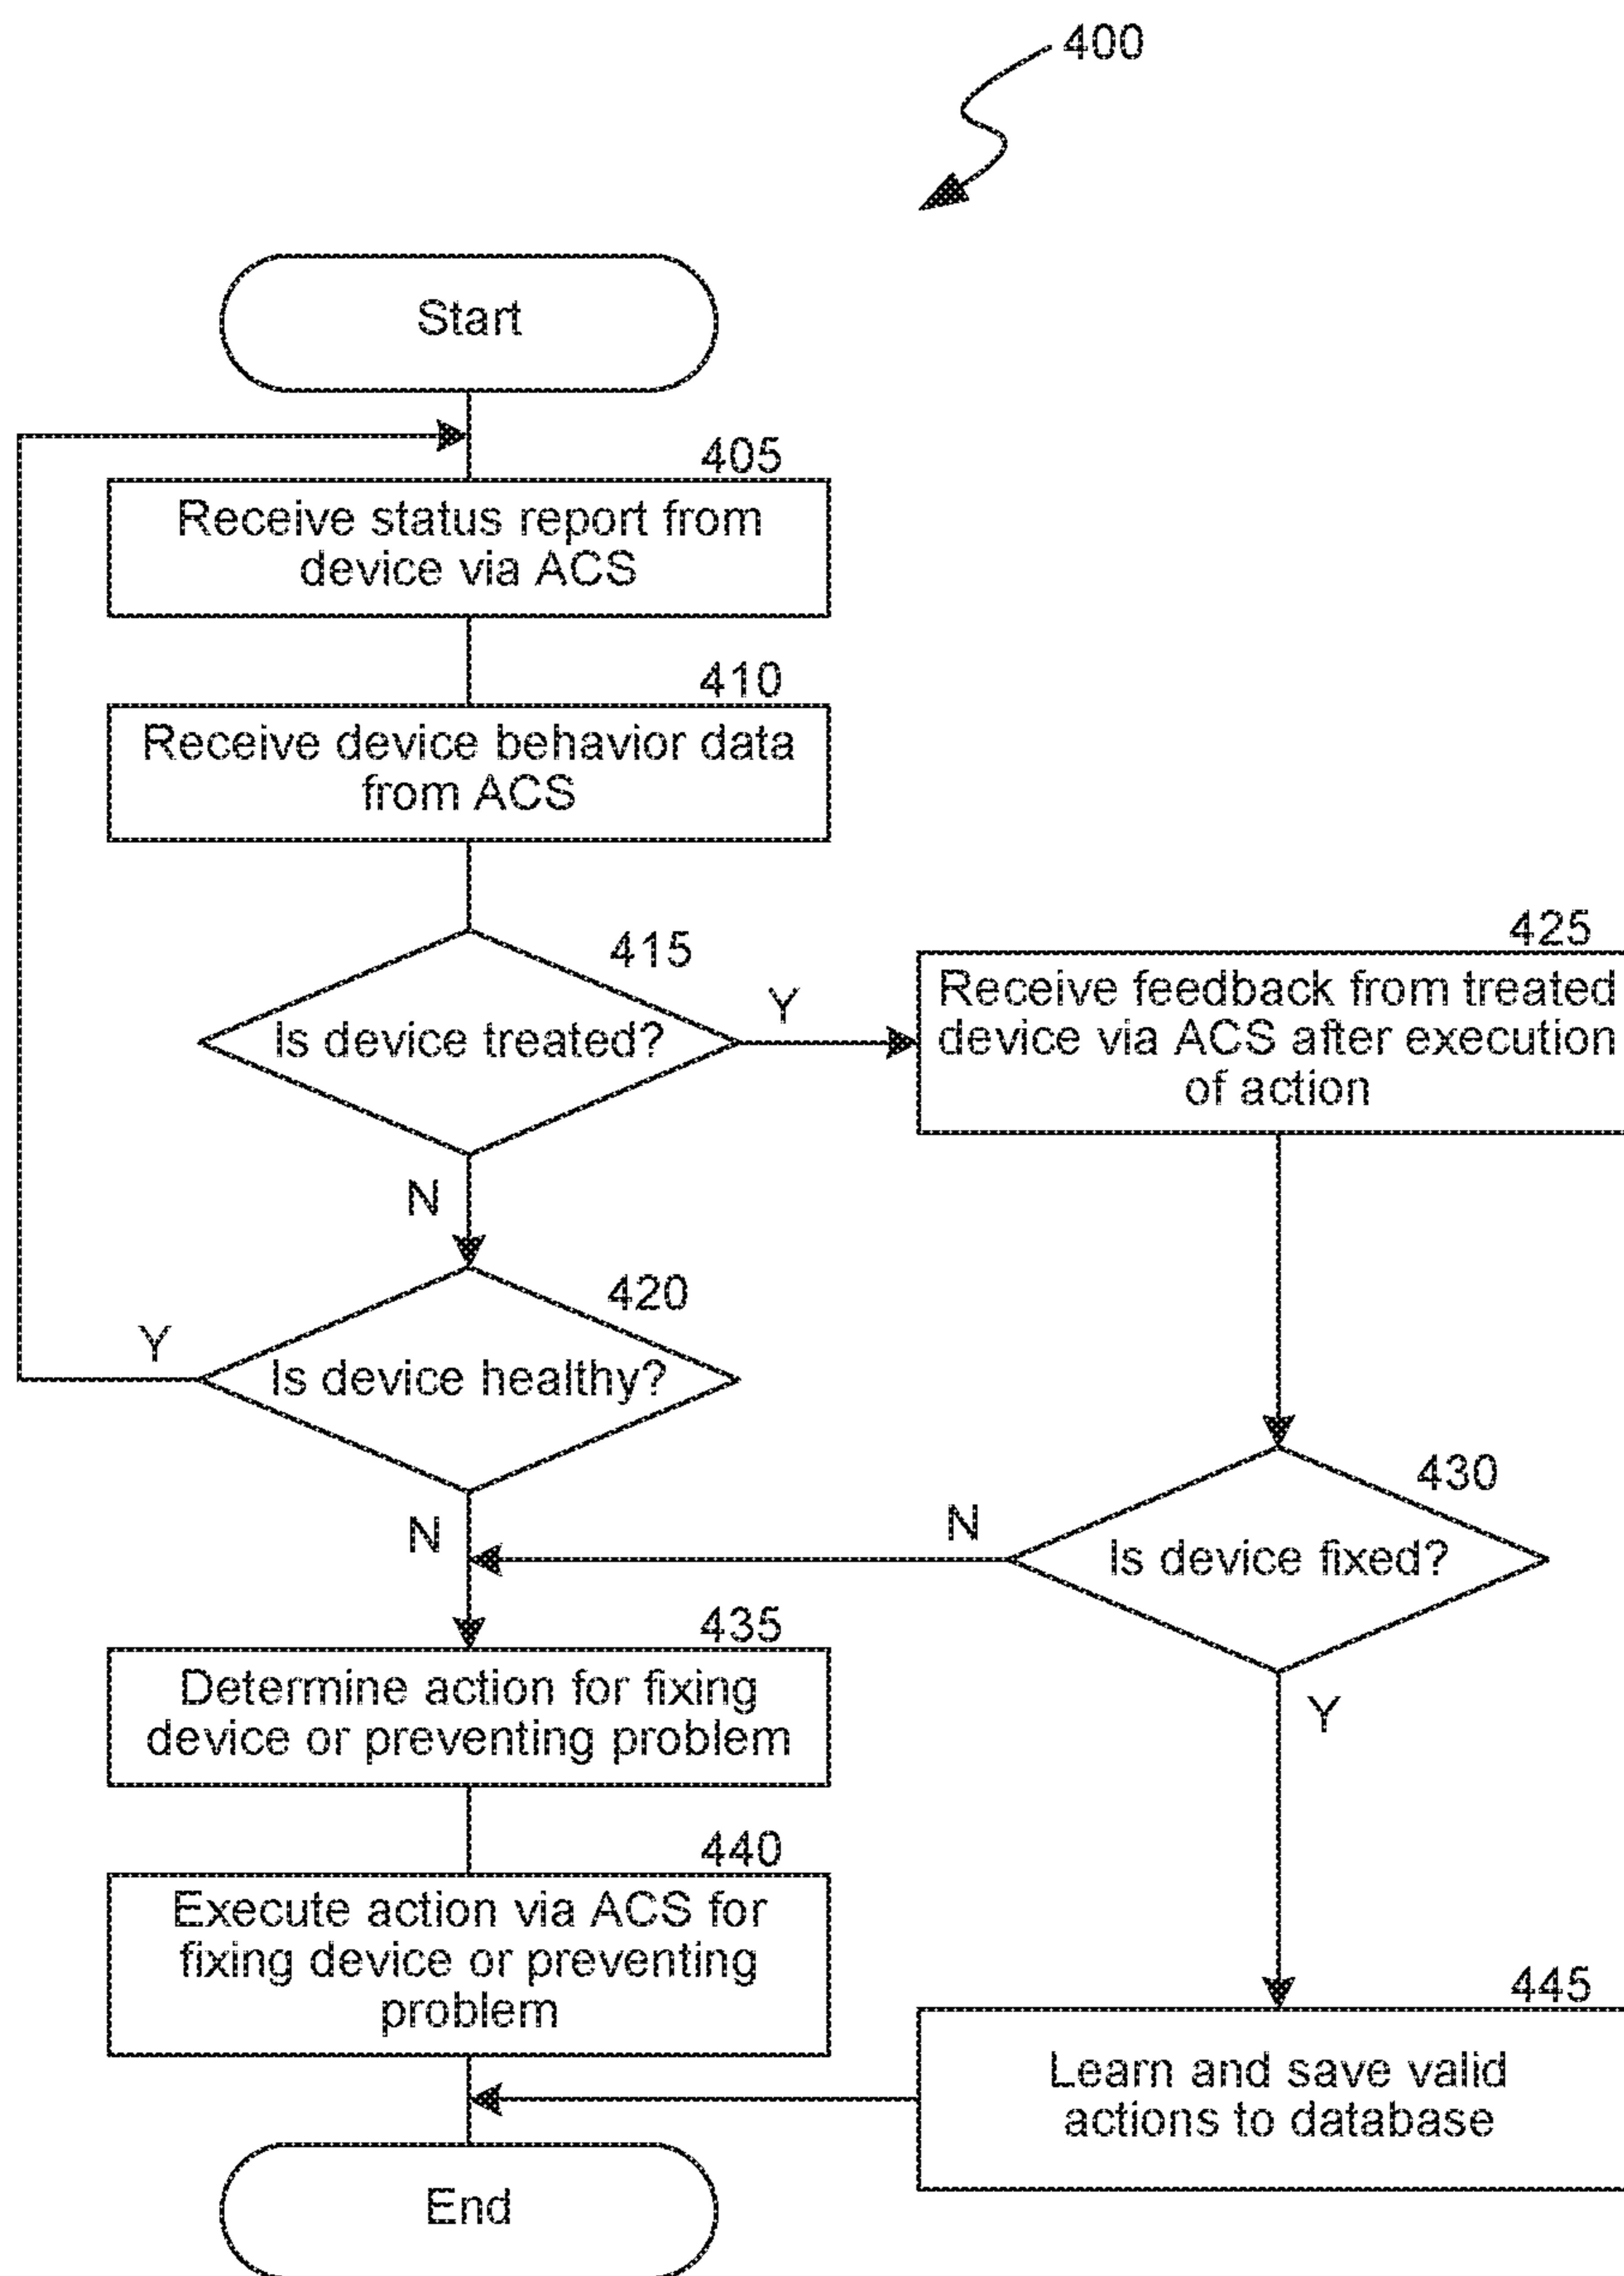 400
Start
405
Receive status report from
device via ACS
410
Receive device behavior data
from ACS
415
Is device treated?
Y
N
425
Receive feedback from treated
device via ACS after execution
of action
420
Is device healthy?
Y
N
430
Is device fixed?
N
Y
435
Determine action for fixing
device or preventing problem
440
Execute action via ACS for
fixing device or preventing
problem
445
Learn and save valid
actions to database
End